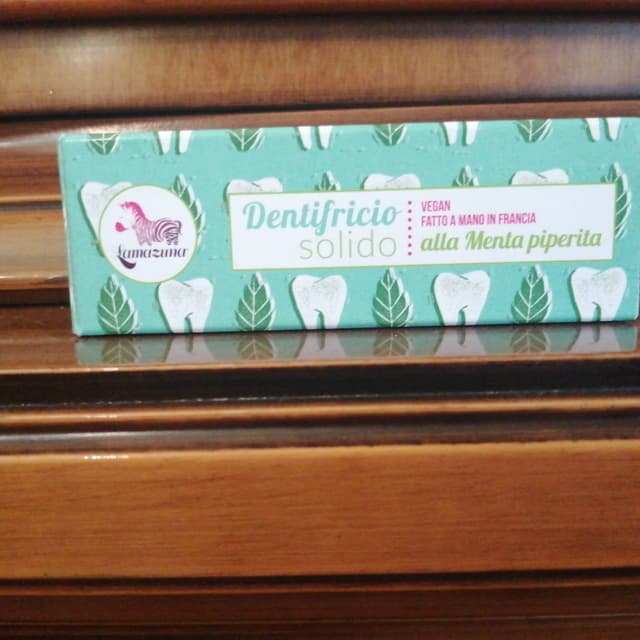 Lamazuna
Dentifricio
solido
VEGAN
FATTO A MANO IN FRANCIA
alla Menta piperita